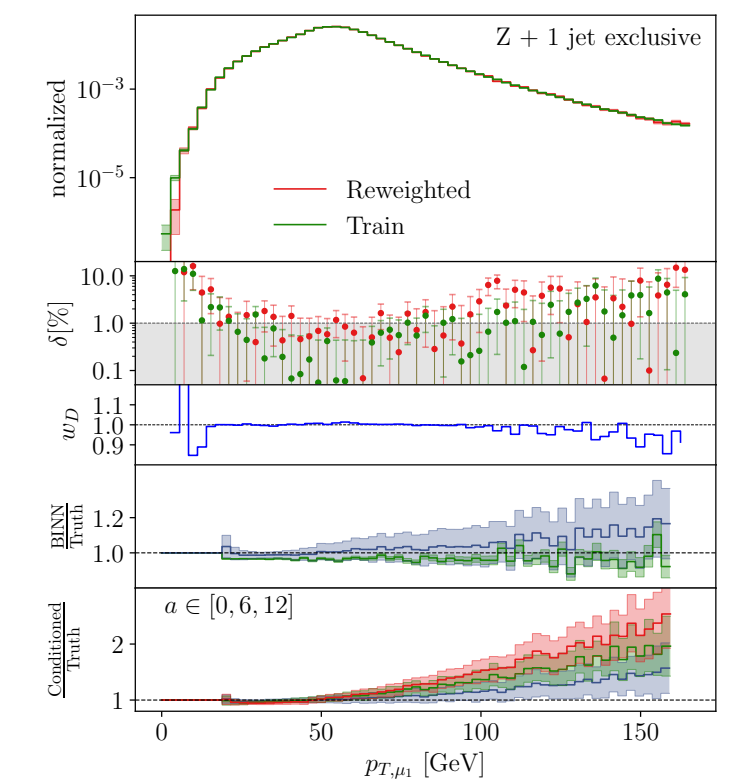 Z + 1 jet exclusive
normalized
10⁻³
10⁻⁵
Reweighted
Train
δ[%]
10.0
1.0
0.1
w_D
1.1
1.0
0.9
BINN
Truth
1.2
1.0
a ∈ [0, 6, 12]
Conditioned
Truth
2
1
0 50 100 150
p_{T,μ₁} [GeV]